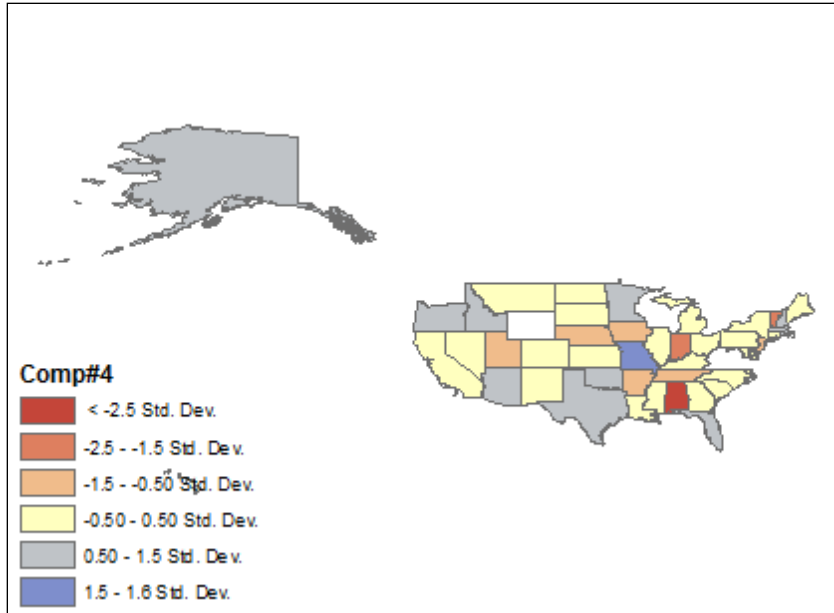 Comp#4
< -2.5 Std. Dev.
-2.5 - -1.5 Std. Dev.
-1.5 - -0.50 Std. Dev.
-0.50 - 0.50 Std. Dev.
0.50 - 1.5 Std. Dev.
1.5 - 1.6 Std. Dev.